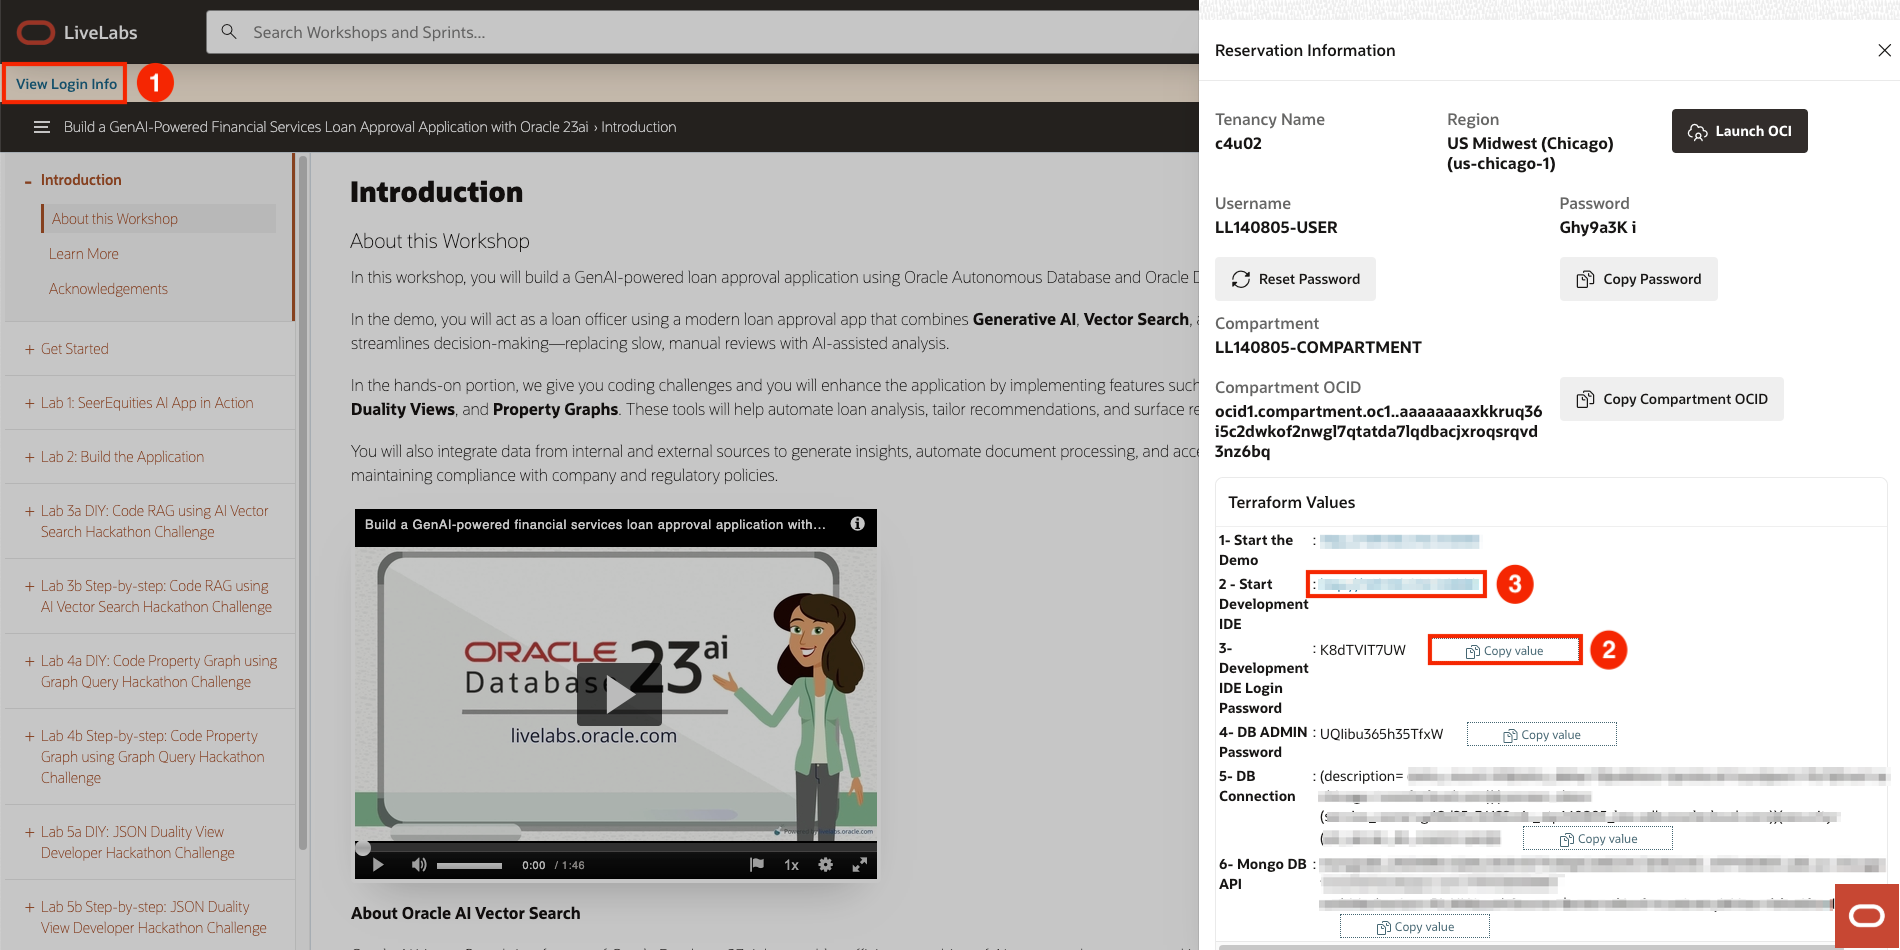 LiveLabs
Search Workshops and Sprints...
View Login Info
1
Build a GenAI-Powered Financial Services Loan Approval Application with Oracle 23ai › Introduction
- Introduction
About this Workshop
Learn More
Acknowledgements
+ Get Started
+ Lab 1: SeerEquities AI App in Action
+ Lab 2: Build the Application
+ Lab 3a DIY: Code RAG using AI Vector
Search Hackathon Challenge
+ Lab 3b Step-by-step: Code RAG using
AI Vector Search Hackathon Challenge
+ Lab 4a DIY: Code Property Graph using
Graph Query Hackathon Challenge
+ Lab 4b Step-by-step: Code Property
Graph using Graph Query Hackathon
Challenge
+ Lab 5a DIY: JSON Duality View
Developer Hackathon Challenge
+ Lab 5b Step-by-step: JSON Duality
View Developer Hackathon Challenge
Introduction
About this Workshop
In this workshop, you will build a GenAI-powered loan approval application using Oracle Autonomous Database and Oracle
In the demo, you will act as a loan officer using a modern loan approval app that combines Generative AI, Vector Search,
streamlines decision-making—replacing slow, manual reviews with AI-assisted analysis.
In the hands-on portion, we give you coding challenges and you will enhance the application by implementing features such
Duality Views, and Property Graphs. These tools will help automate loan analysis, tailor recommendations, and surface
You will also integrate data from internal and external sources to generate insights, automate document processing, and
maintaining compliance with company and regulatory policies.
Build a GenAI-powered financial services loan approval application with...
ORACLE 23ai
Database
livelabs.oracle.com
Powered by livelabs.oracle.com
0:00 / 1:46
1x
About Oracle AI Vector Search
Reservation Information
Tenancy Name
c4u02
Region
US Midwest (Chicago)
(us-chicago-1)
Launch OCI
Username
LL140805-USER
Password
Ghy9a3K i
Reset Password
Copy Password
Compartment
LL140805-COMPARTMENT
Compartment OCID
ocid1.compartment.oc1..aaaaaaaaxkkruq36
i5c2dwkof2nwgl7qtatda7lqdbacjxroqsrqvd
3nz6bq
Copy Compartment OCID
Terraform Values
1- Start the
Demo
:
2 - Start
Development
IDE
:
3
3-
Development
IDE Login
Password
: K8dTVIT7UW
Copy value
2
4- DB ADMIN
Password
: UQIibu365h35TfxW
Copy value
5- DB
Connection
: (description=
Copy value
6- Mongo DB
API
:
Copy value